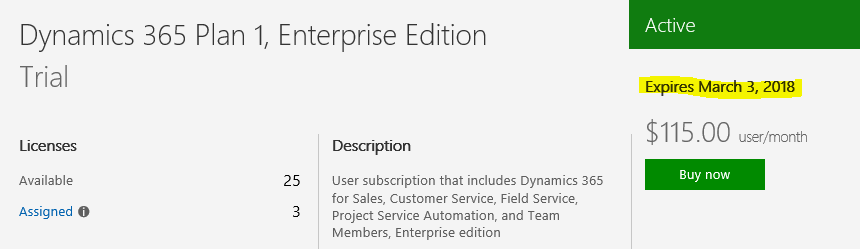 Dynamics 365 Plan 1, Enterprise Edition
Trial
Active
Expires March 3, 2018
$115.00 user/month
Buy now
Licenses
Available 25
Assigned 3
Description
User subscription that includes Dynamics 365
for Sales, Customer Service, Field Service,
Project Service Automation, and Team
Members, Enterprise edition